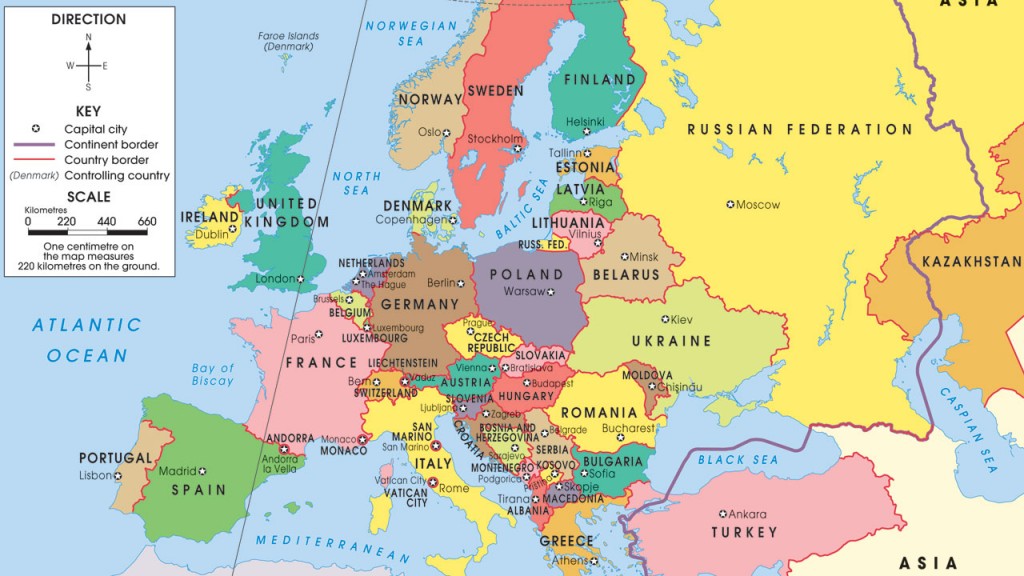 DIRECTION
N
W
E
S
KEY
Capital city
Continent border
Country border
(Denmark) Controlling country
SCALE
Kilometres
0 220 440 660
One centimetre on
the map measures
220 kilometres on the ground.
ASIA
NORWEGIAN
SEA
Faroe Islands
(Denmark)
FINLAND
Helsinki
SWEDEN
Stockholm
NORWAY
Oslo
RUSSIAN FEDERATION
Moscow
Tallinn
ESTONIA
LATVIA
Riga
LITHUANIA
Vilnius
RUSS. FED.
BALTIC SEA
NORTH
SEA
DENMARK
Copenhagen
UNITED
KINGDOM
London
IRELAND
Dublin
Minsk
BELARUS
KAZAKHSTAN
NETHERLANDS
Amsterdam
The Hague
Berlin
GERMANY
POLAND
Warsaw
Brussels
BELGIUM
Luxembourg
LUXEMBOURG
Kiev
UKRAINE
ATLANTIC
OCEAN
Prague
CZECH
REPUBLIC
Paris
FRANCE
Bay of
Biscay
LIECHTENSTEIN
Vaduz
Bern
SWITZERLAND
Vienna
AUSTRIA
SLOVAKIA
Bratislava
Budapest
HUNGARY
MOLDOVA
Chişinău
SLOVENIA
Ljubljana
Zagreb
CROATIA
ROMANIA
Bucharest
BOSNIA AND
HERZEGOVINA
Sarajevo
Belgrade
SERBIA
CASPIAN SEA
SAN
MARINO
San Marino
Monaco
MONACO
ANDORRA
Andorra
la Vella
PORTUGAL
Lisbon
Madrid
SPAIN
ITALY
Vatican City
VATICAN
CITY
Rome
MONTENEGRO
Podgorica
KOSOVO
Pristina
BULGARIA
Sofia
Skopje
MACEDONIA
Tirana
ALBANIA
BLACK SEA
Ankara
TURKEY
GREECE
Athens
MEDITERRANEAN
ASIA